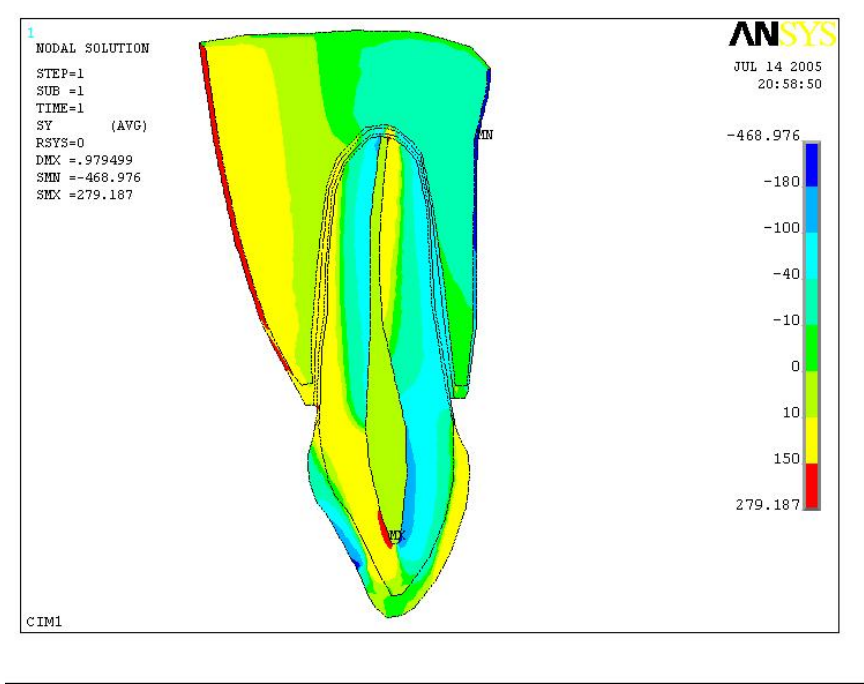 1
NODAL SOLUTION
STEP=1
SUB =1
TIME=1
SY (AVG)
RSYS=0
DMX =.979499
SMN =-468.976
SMX =279.187
ANSYS
JUL 14 2005
20:58:50
MN
MX
-468.976
-180
-100
-40
-10
0
10
150
279.187
CIM1